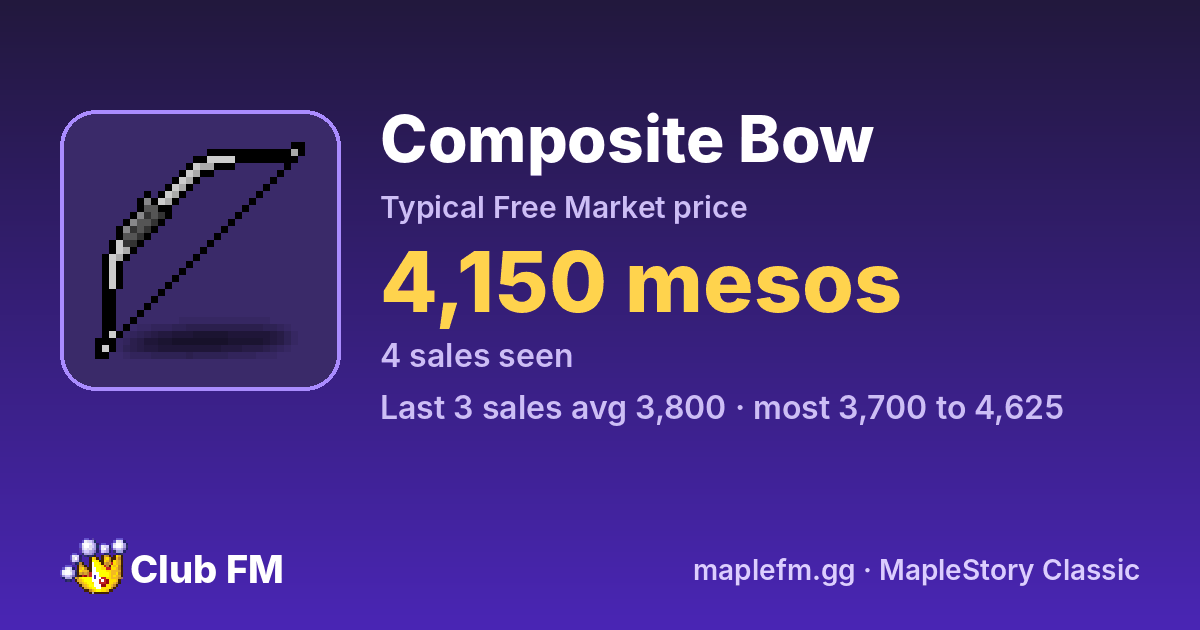 Composite Bow
Typical Free Market price
4,150 mesos
4 sales seen
Last 3 sales avg 3,800 · most 3,700 to 4,625
Club FM
maplefm.gg · MapleStory Classic